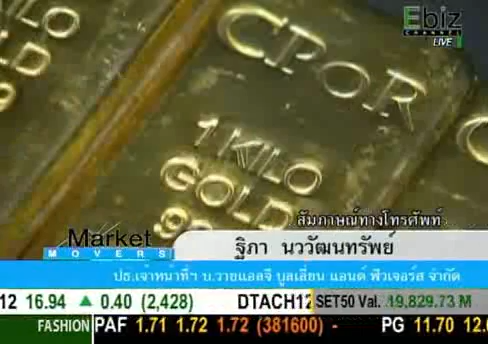 Ebiz
CHANNEL
LIVE
CPOR
KILO
OLD
1 KILO
GOLD
สัมภาษณ์ทางโทรศัพท์
Market
MOVERS
ฐิภา นววัฒนทรัพย์
ปธ.เจ้าหน้าที่ฯ บ.วายแอลจี บูลเลี่ยน แอนด์ ฟิวเจอร์ส จำกัด
12 16.94 ▲ 0.40 (2,428) DTACH12 SET50 Val. 19,829.73 M
FASHION PAF 1.71 1.72 1.72 (381600) - PG 11.70 12.0